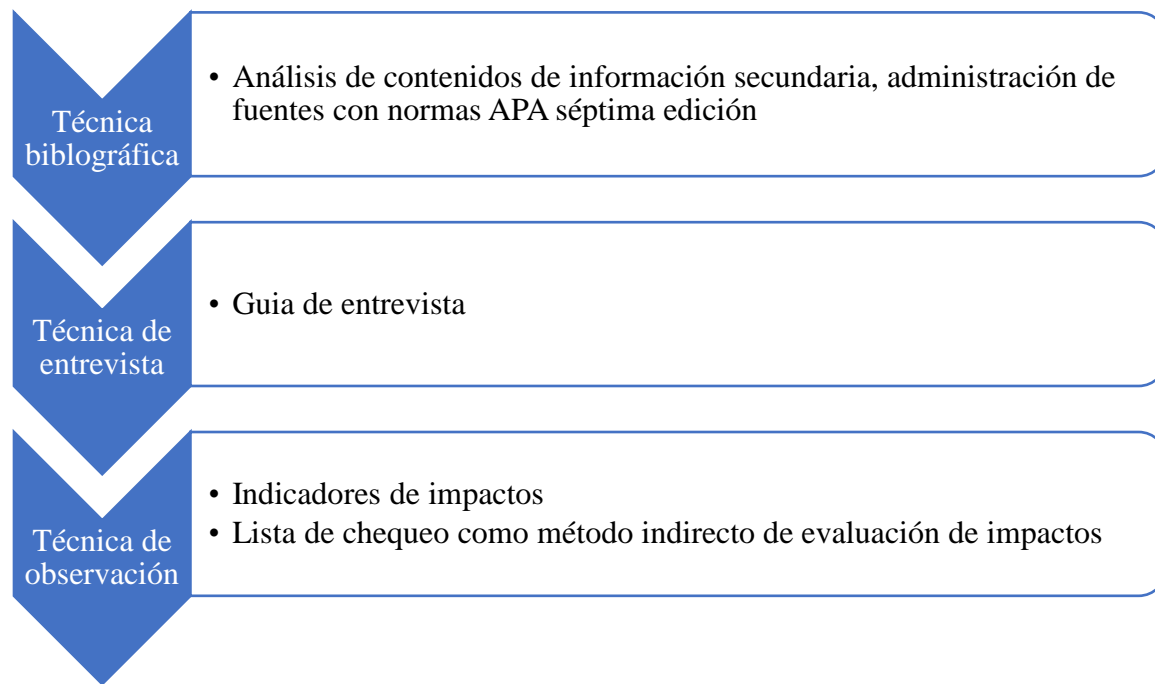 Técnica
biblográfica
• Análisis de contenidos de información secundaria, administración de
fuentes con normas APA séptima edición
Técnica de
entrevista
• Guia de entrevista
Técnica de
observación
• Indicadores de impactos
• Lista de chequeo como método indirecto de evaluación de impactos